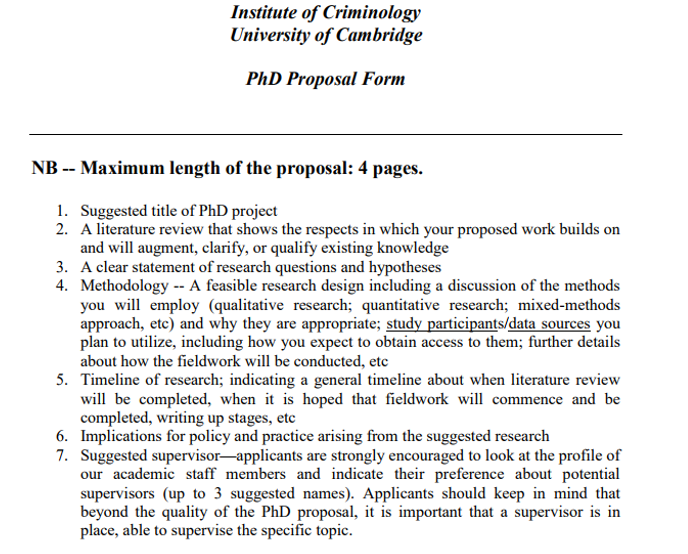 Institute of Criminology
University of Cambridge
PhD Proposal Form
NB -- Maximum length of the proposal: 4 pages.
1. Suggested title of PhD project
2. A literature review that shows the respects in which your proposed work builds on
and will augment, clarify, or qualify existing knowledge
3. A clear statement of research questions and hypotheses
4. Methodology -- A feasible research design including a discussion of the methods
you will employ (qualitative research; quantitative research; mixed-methods
approach, etc) and why they are appropriate; study participants/data sources you
plan to utilize, including how you expect to obtain access to them; further details
about how the fieldwork will be conducted, etc
5. Timeline of research; indicating a general timeline about when literature review
will be completed, when it is hoped that fieldwork will commence and be
completed, writing up stages, etc
6. Implications for policy and practice arising from the suggested research
7. Suggested supervisor—applicants are strongly encouraged to look at the profile of
our academic staff members and indicate their preference about potential
supervisors (up to 3 suggested names). Applicants should keep in mind that
beyond the quality of the PhD proposal, it is important that a supervisor is in
place, able to supervise the specific topic.